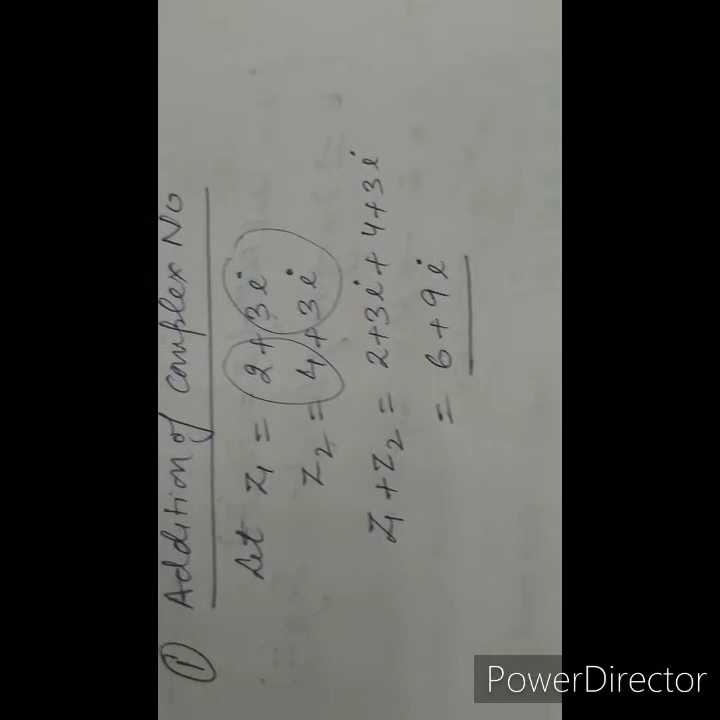 ① Addition of Complex No
Let z₁ = 2+3i
z₂ = 4+3i
z₁+z₂ = 2+3i+4+3i
= 6+9i
PowerDirector